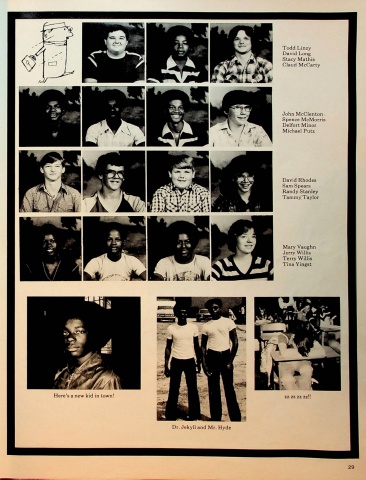 Todd Linzy
David Long
Stacy Mathis
Claud McCarty
John McClenton
Spence McMorris
Delfort Minor
Michael Putz
David Rhodes
Sam Spears
Randy Stanley
Tammy Taylor
Mary Vaughn
Jerry Willis
Terry Willis
Tina Yingst
Here's a new kid in town!
Dr. Jekyll and Mr. Hyde
zz zz zz zz!!
29